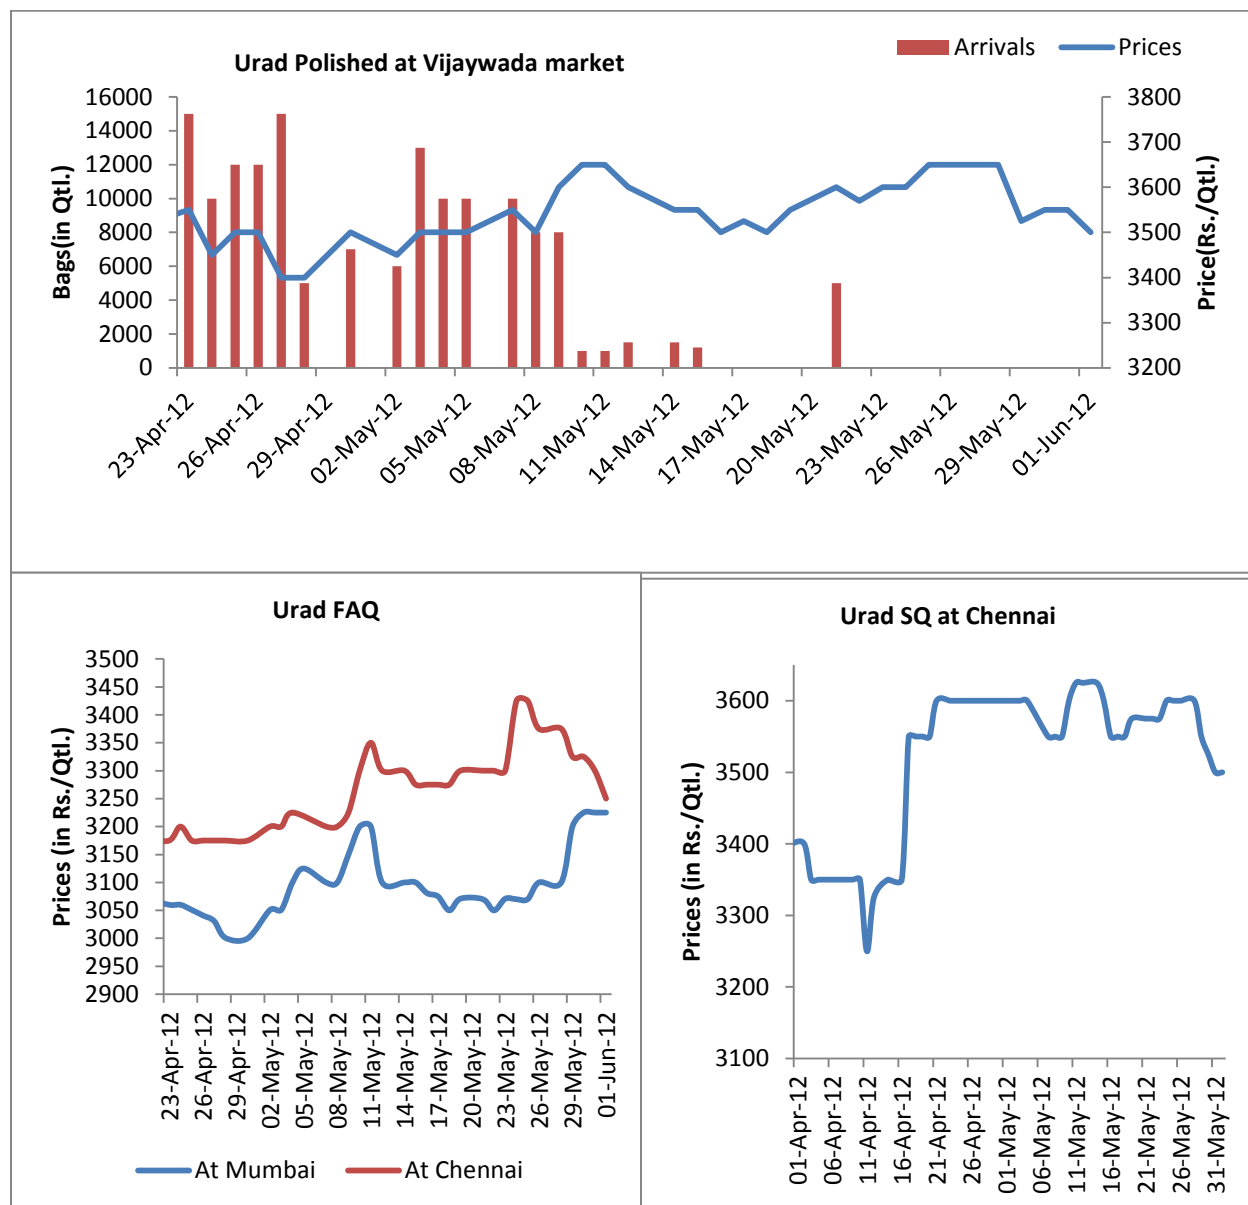 Urad Polished at Vijaywada market
Arrivals Prices
Bags(in Qtl.)
16000
14000
12000
10000
8000
6000
4000
2000
0
3800
3700
3600
3500
3400
3300
3200
Price(Rs./Qtl.)
23-Apr-12
26-Apr-12
29-Apr-12
02-May-12
05-May-12
08-May-12
11-May-12
14-May-12
17-May-12
20-May-12
23-May-12
26-May-12
29-May-12
01-Jun-12
Urad FAQ
Prices (in Rs./Qtl.)
3500
3450
3400
3350
3300
3250
3200
3150
3100
3050
3000
2950
2900
23-Apr-12
26-Apr-12
29-Apr-12
02-May-12
05-May-12
08-May-12
11-May-12
14-May-12
17-May-12
20-May-12
23-May-12
26-May-12
29-May-12
01-Jun-12
At Mumbai At Chennai
Urad SQ at Chennai
Prices (in Rs./Qtl.)
3600
3500
3400
3300
3200
3100
01-Apr-12
06-Apr-12
11-Apr-12
16-Apr-12
21-Apr-12
26-Apr-12
01-May-12
06-May-12
11-May-12
16-May-12
21-May-12
26-May-12
31-May-12